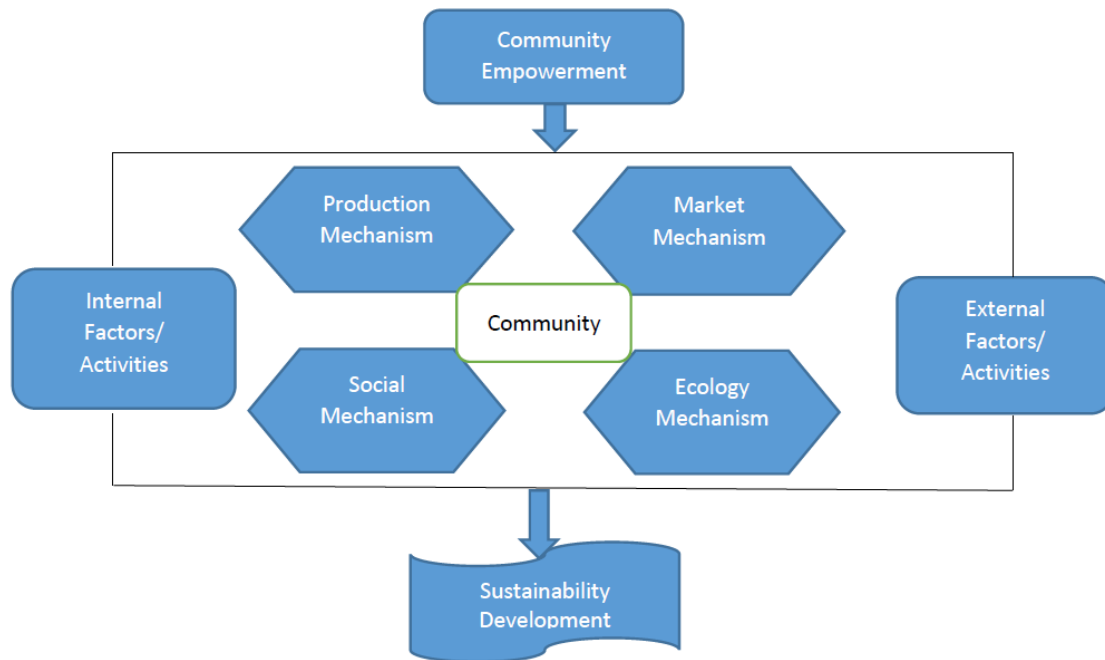 Community
Empowerment
Production
Mechanism
Market
Mechanism
Internal
Factors/
Activities
Community
External
Factors/
Activities
Social
Mechanism
Ecology
Mechanism
Sustainability
Development